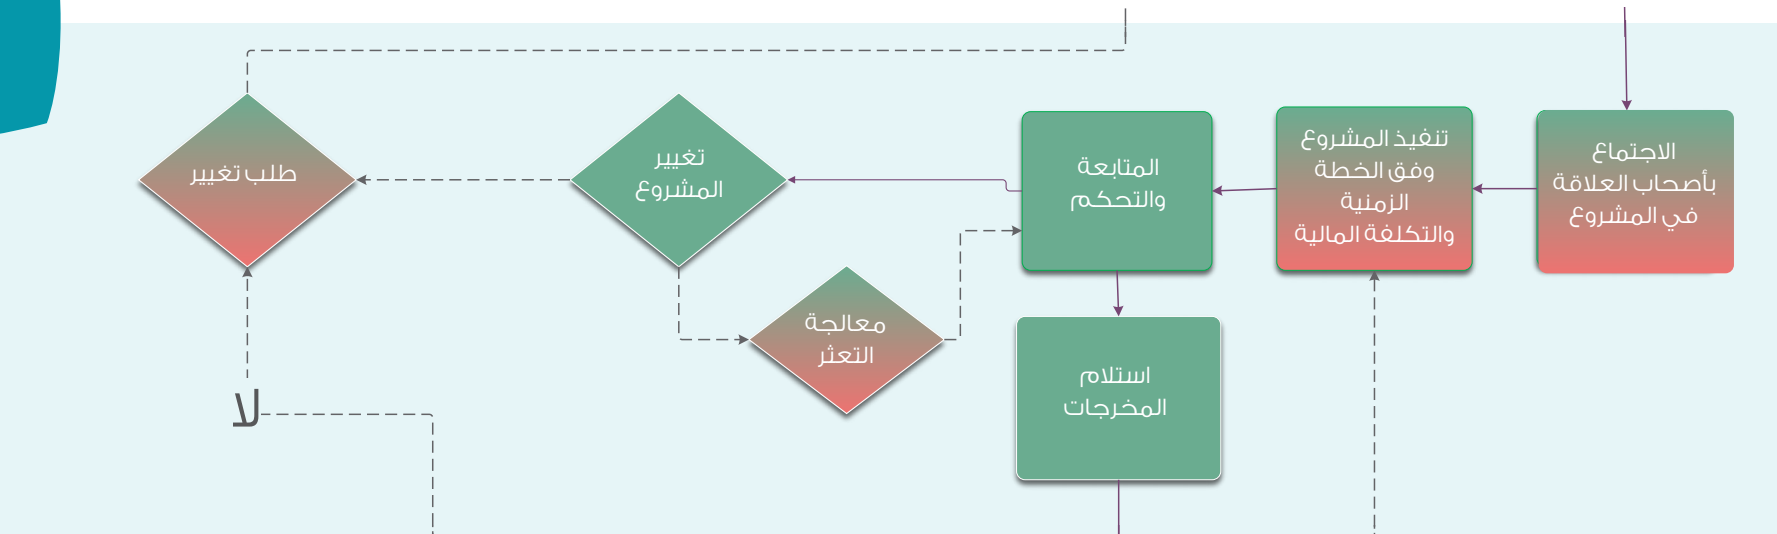 الاجتماع
بأصحاب العلاقة
في المشروع
تنفيذ المشروع
وفق الخطة
الزمنية
والتكلفة المالية
المتابعة
والتحكم
تغيير
المشروع
طلب تغيير
معالجة
التعثر
استلام
المخرجات
لا